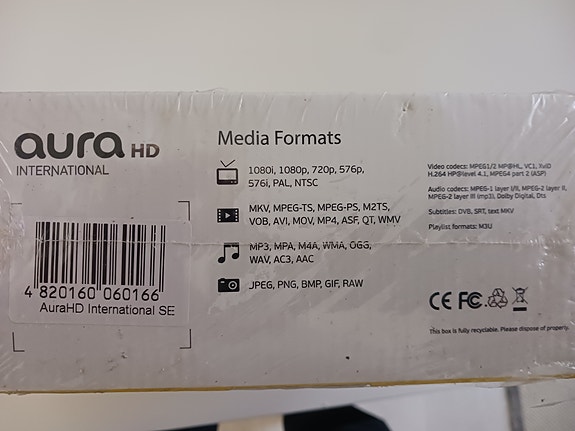 aura HD
INTERNATIONAL
4 820160 060166
AuraHD International SE
Media Formats
1080i, 1080p, 720p, 576p,
576i, PAL, NTSC
MKV, MPEG-TS, MPEG-PS, M2TS,
VOB, AVI, MOV, MP4, ASF, QT, WMV
MP3, MPA, M4A, WMA, OGG,
WAV, AC3, AAC
JPEG, PNG, BMP, GIF, RAW
Video codecs: MPEG1/2 MP@HL, VC1, XviD
H.264 HP@level 4.1, MPEG4 part 2 (ASP)
Audio codecs: MPEG-1 layer I/II, MPEG-2 layer II,
MPEG-2 layer III (mp3), Dolby Digital, Dts
Subtitles: DVB, SRT, text MKV
Playlist formats: M3U
CE FC
This box is fully recyclable. Please dispose of properly.